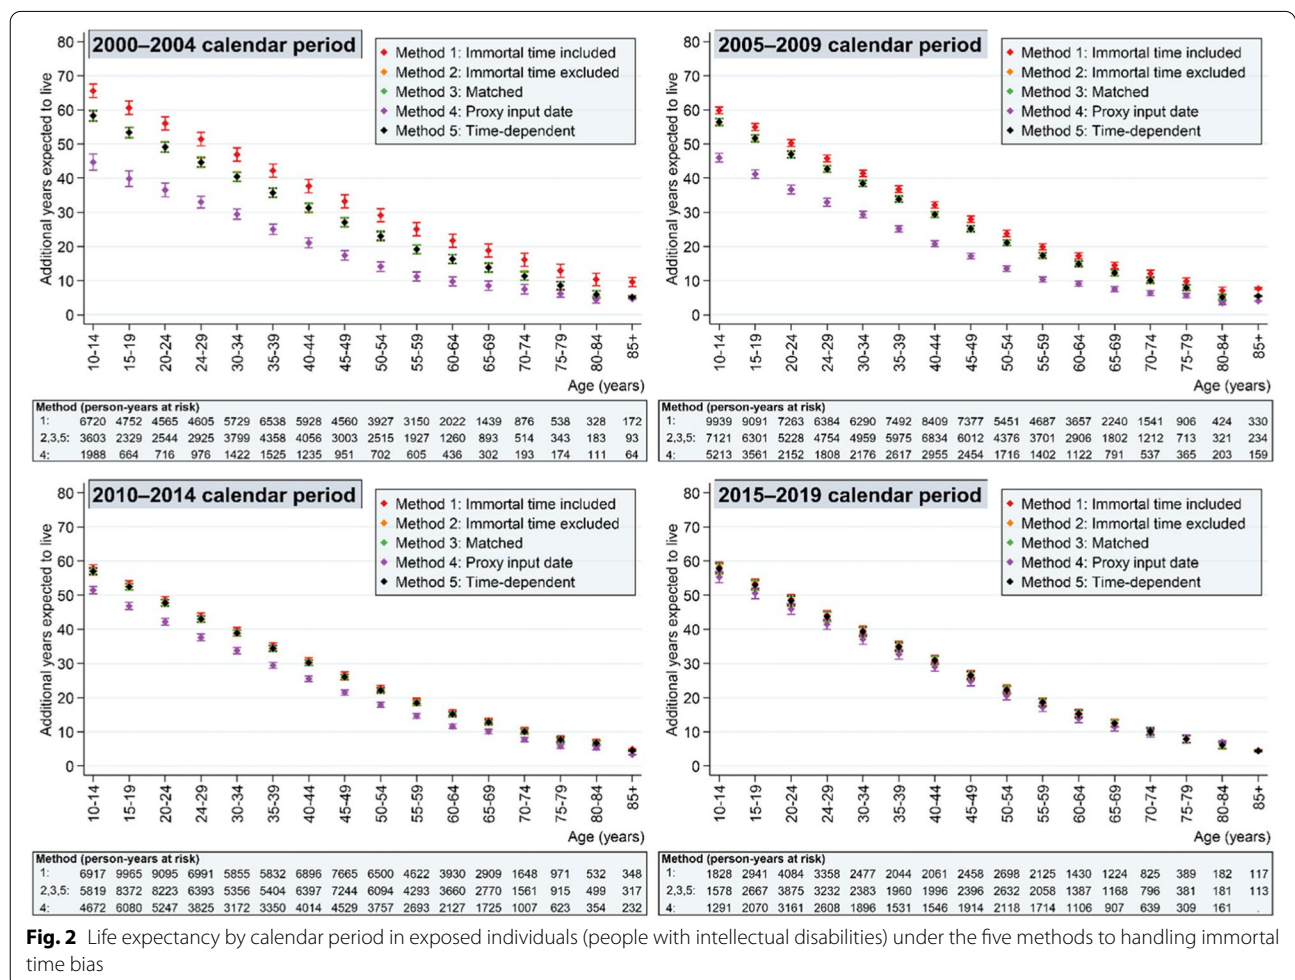 2000–2004 calendar period
Method 1: Immortal time included
Method 2: Immortal time excluded
Method 3: Matched
Method 4: Proxy input date
Method 5: Time-dependent
Additional years expected to live
80
70
60
50
40
30
20
10
0
10-14 15-19 20-24 24-29 30-34 35-39 40-44 45-49 50-54 55-59 60-64 65-69 70-74 75-79 80-84 85+
Age (years)
Method (person-years at risk)
1: 6720 4752 4565 4605 5729 6538 5928 4560 3927 3150 2022 1439 876 538 328 172
2,3,5: 3603 2329 2544 2925 3799 4358 4056 3003 2515 1927 1260 893 514 343 183 93
4: 1988 664 716 976 1422 1525 1235 951 702 605 436 302 193 174 111 64
2005–2009 calendar period
Method 1: Immortal time included
Method 2: Immortal time excluded
Method 3: Matched
Method 4: Proxy input date
Method 5: Time-dependent
Additional years expected to live
80
70
60
50
40
30
20
10
0
10-14 15-19 20-24 24-29 30-34 35-39 40-44 45-49 50-54 55-59 60-64 65-69 70-74 75-79 80-84 85+
Age (years)
Method (person-years at risk)
1: 9939 9091 7263 6384 6290 7492 8409 7377 5451 4687 3657 2240 1541 906 424 330
2,3,5: 7121 6301 5228 4754 4959 5975 6834 6012 4376 3701 2906 1802 1212 713 321 234
4: 5213 3561 2152 1808 2176 2617 2955 2454 1716 1402 1122 791 537 365 203 159
2010–2014 calendar period
Method 1: Immortal time included
Method 2: Immortal time excluded
Method 3: Matched
Method 4: Proxy input date
Method 5: Time-dependent
Additional years expected to live
80
70
60
50
40
30
20
10
0
10-14 15-19 20-24 24-29 30-34 35-39 40-44 45-49 50-54 55-59 60-64 65-69 70-74 75-79 80-84 85+
Age (years)
Method (person-years at risk)
1: 6917 9965 9095 6991 5855 5832 6896 7665 6500 4622 3930 2909 1648 971 532 348
2,3,5: 5819 8372 8223 6393 5356 5404 6397 7244 6094 4293 3660 2770 1561 915 499 317
4: 4672 6080 5247 3825 3172 3350 4014 4529 3757 2693 2127 1725 1007 623 354 232
2015–2019 calendar period
Method 1: Immortal time included
Method 2: Immortal time excluded
Method 3: Matched
Method 4: Proxy input date
Method 5: Time-dependent
Additional years expected to live
80
70
60
50
40
30
20
10
0
10-14 15-19 20-24 24-29 30-34 35-39 40-44 45-49 50-54 55-59 60-64 65-69 70-74 75-79 80-84 85+
Age (years)
Method (person-years at risk)
1: 1828 2941 4084 3358 2477 2044 2061 2458 2698 2125 1430 1224 825 389 182 117
2,3,5: 1578 2667 3875 3232 2383 1960 1996 2396 2632 2058 1387 1168 796 381 181 113
4: 1291 2070 3161 2608 1896 1531 1546 1914 2118 1714 1106 907 639 309 161 .
Fig. 2 Life expectancy by calendar period in exposed individuals (people with intellectual disabilities) under the five methods to handling immortal
time bias